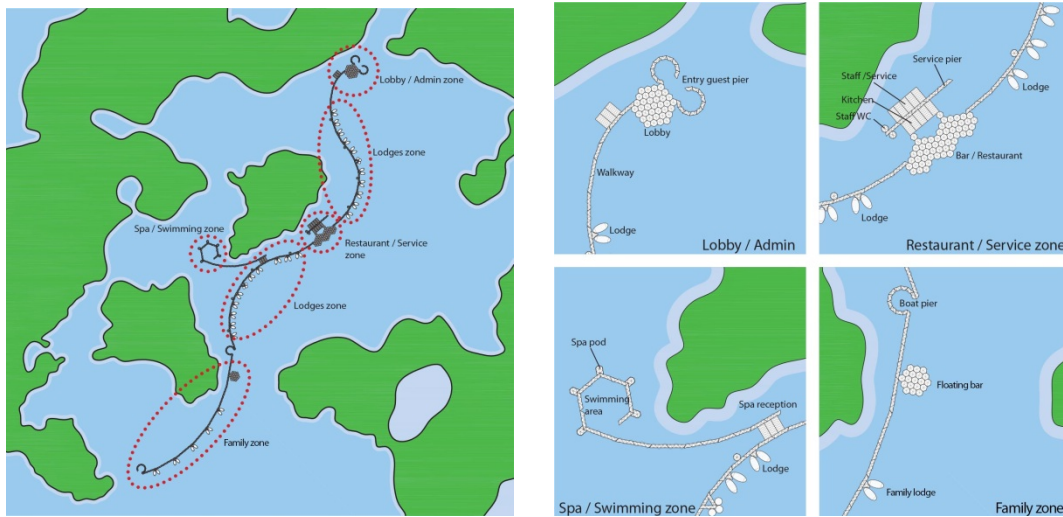 Lobby / Admin zone
Lodges zone
Spa / Swimming zone
Restaurant / Service
zone
Lodges zone
Family zone
Entry guest pier
Lobby
Walkway
Lodge
Lobby / Admin
Service pier
Staff /Service
Lodge
Kitchen
Staff WC
Bar / Restaurant
Lodge
Restaurant / Service zone
Spa pod
Swimming
area
Spa reception
Lodge
Spa / Swimming zone
Boat pier
Floating bar
Family lodge
Family zone